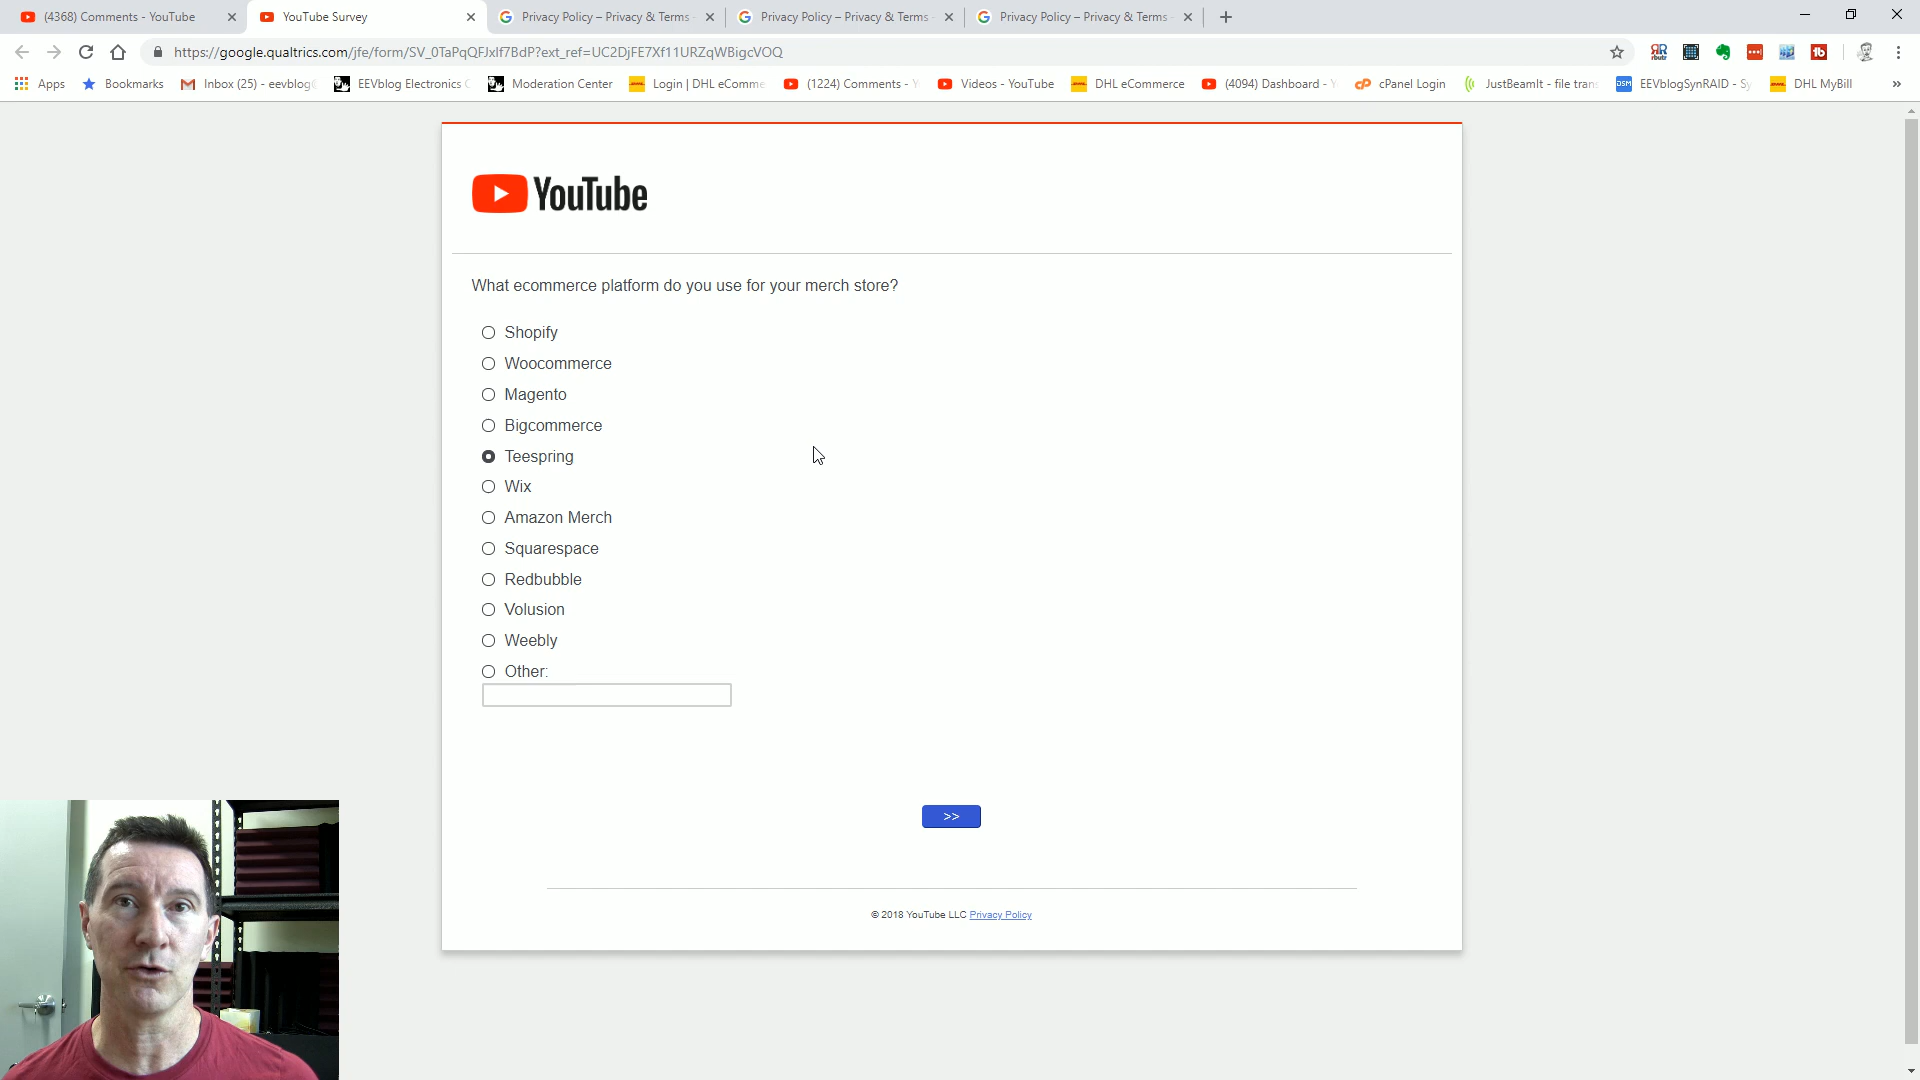 (4368) Comments - YouTube
YouTube Survey
Privacy Policy – Privacy & Terms
Privacy Policy – Privacy & Terms
Privacy Policy – Privacy & Terms
https://google.qualtrics.com/jfe/form/SV_0TaPqQFJxlf7BdP?ext_ref=UC2DjFE7Xf11URZqWBigcVOQ
Apps
Bookmarks
Inbox (25) - eevblog
EEVblog Electronics
Moderation Center
Login | DHL eComme
(1224) Comments -
Videos - YouTube
DHL eCommerce
(4094) Dashboard -
cPanel Login
JustBeamIt - file tran
EEVblogSynRAID -
DHL MyBill
YouTube
What ecommerce platform do you use for your merch store?
Shopify
Woocommerce
Magento
Bigcommerce
Teespring
Wix
Amazon Merch
Squarespace
Redbubble
Volusion
Weebly
Other:
>>
© 2018 YouTube LLC Privacy Policy